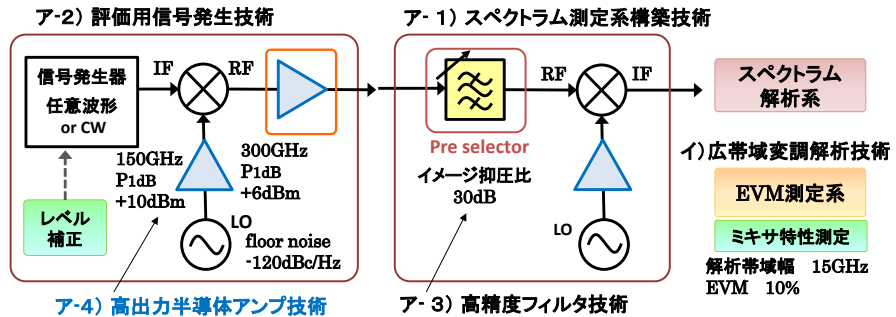 ア-2）評価用信号発生技術
信号発生器
任意波形
or CW
IF
RF
150GHz
P1dB
+10dBm
300GHz
P1dB
+6dBm
レベル
補正
LO
floor noise
-120dBc/Hz
ア-4）高出力半導体アンプ技術
ア- 1）スペクトラム測定系構築技術
RF
IF
Pre selector
イメージ抑圧比
30dB
LO
ア- 3）高精度フィルタ技術
スペクトラム
解析系
イ）広帯域変調解析技術
EVM測定系
ミキサ特性測定
解析帯域幅 15GHz
EVM 10%